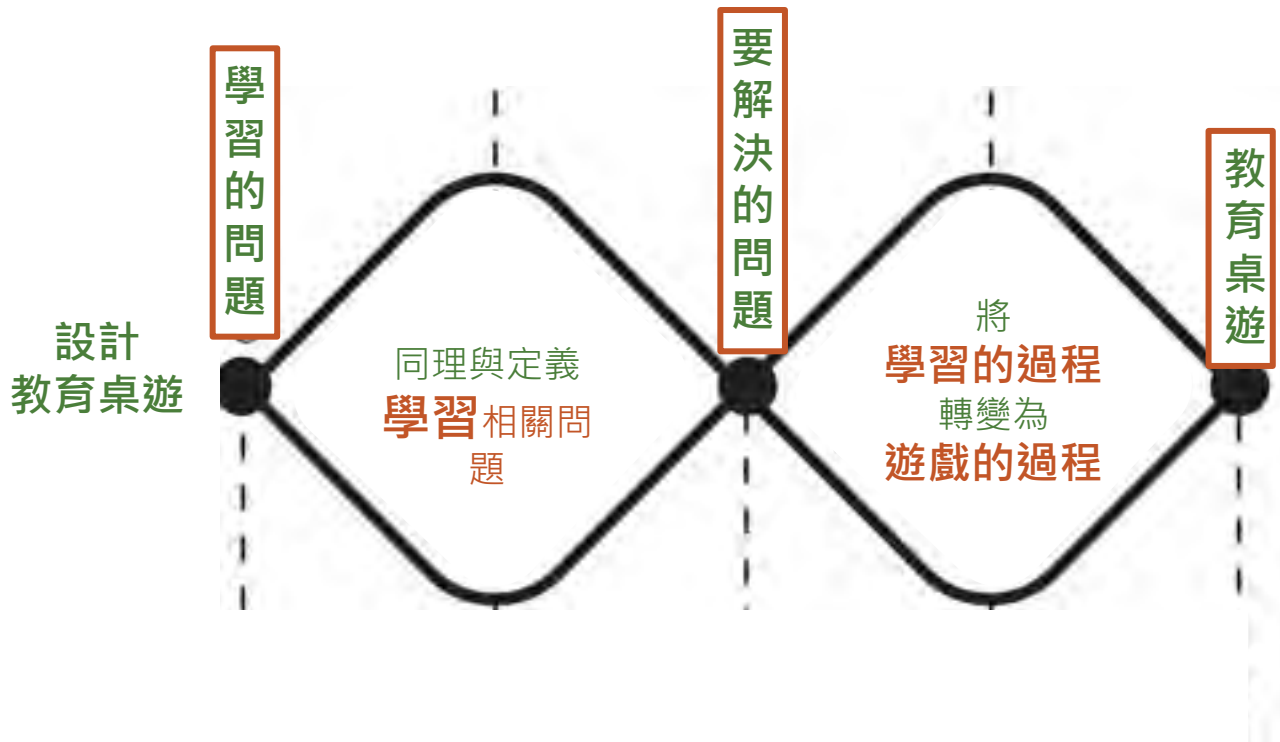 設計
教育桌遊
學習的問題
同理與定義
學習相關問
題
要解決的問題
將
學習的過程
轉變為
遊戲的過程
教育桌遊